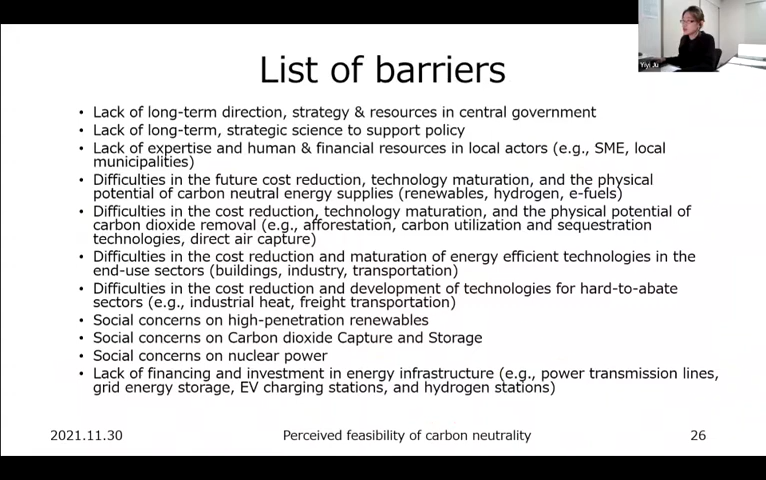 Yiyi Ju
List of barriers
• Lack of long-term direction, strategy & resources in central government
• Lack of long-term, strategic science to support policy
• Lack of expertise and human & financial resources in local actors (e.g., SME, local
municipalities)
• Difficulties in the future cost reduction, technology maturation, and the physical
potential of carbon neutral energy supplies (renewables, hydrogen, e-fuels)
• Difficulties in the cost reduction, technology maturation, and the physical potential of
carbon dioxide removal (e.g., afforestation, carbon utilization and sequestration
technologies, direct air capture)
• Difficulties in the cost reduction and maturation of energy efficient technologies in the
end-use sectors (buildings, industry, transportation)
• Difficulties in the cost reduction and development of technologies for hard-to-abate
sectors (e.g., industrial heat, freight transportation)
• Social concerns on high-penetration renewables
• Social concerns on Carbon dioxide Capture and Storage
• Social concerns on nuclear power
• Lack of financing and investment in energy infrastructure (e.g., power transmission lines,
grid energy storage, EV charging stations, and hydrogen stations)
2021.11.30 Perceived feasibility of carbon neutrality 26